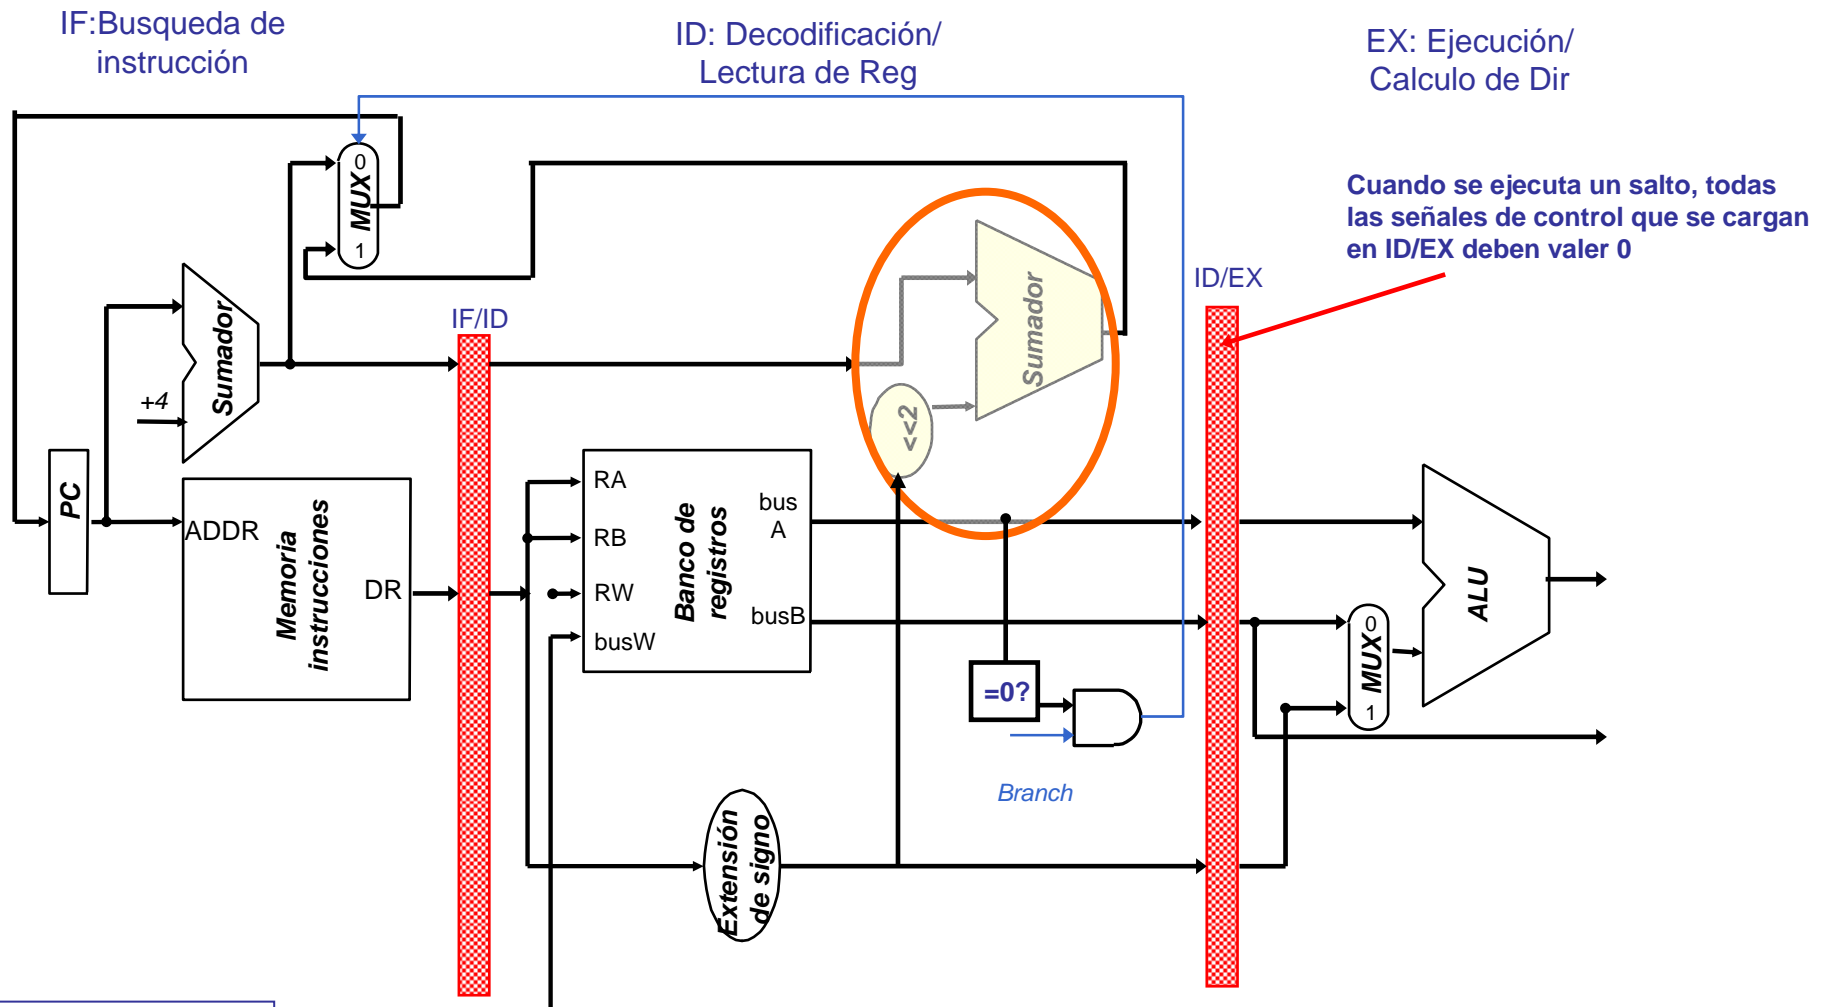 IF:Busqueda de
instrucción
ID: Decodificación/
Lectura de Reg
EX: Ejecución/
Calculo de Dir
Cuando se ejecuta un salto, todas
las señales de control que se cargan
en ID/EX deben valer 0
0
MUX
1
Sumador
+4
IF/ID
Sumador
<<2
ID/EX
PC
ADDR
Memoria
instrucciones
DR
RA
RB
RW
busW
Banco de
registros
bus
A
busB
=0?
Branch
Extensión
de signo
0
MUX
1
ALU